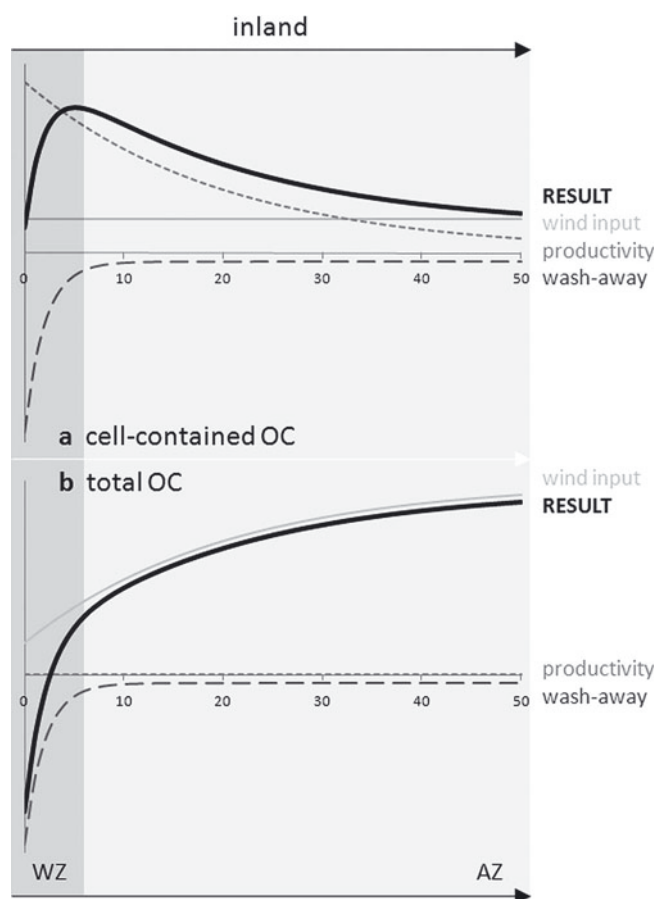 inland
RESULT
wind input
productivity
wash-away
0 10 20 30 40 50
a cell-contained OC
b total OC
wind input
RESULT
productivity
wash-away
0 10 20 30 40 50
WZ AZ